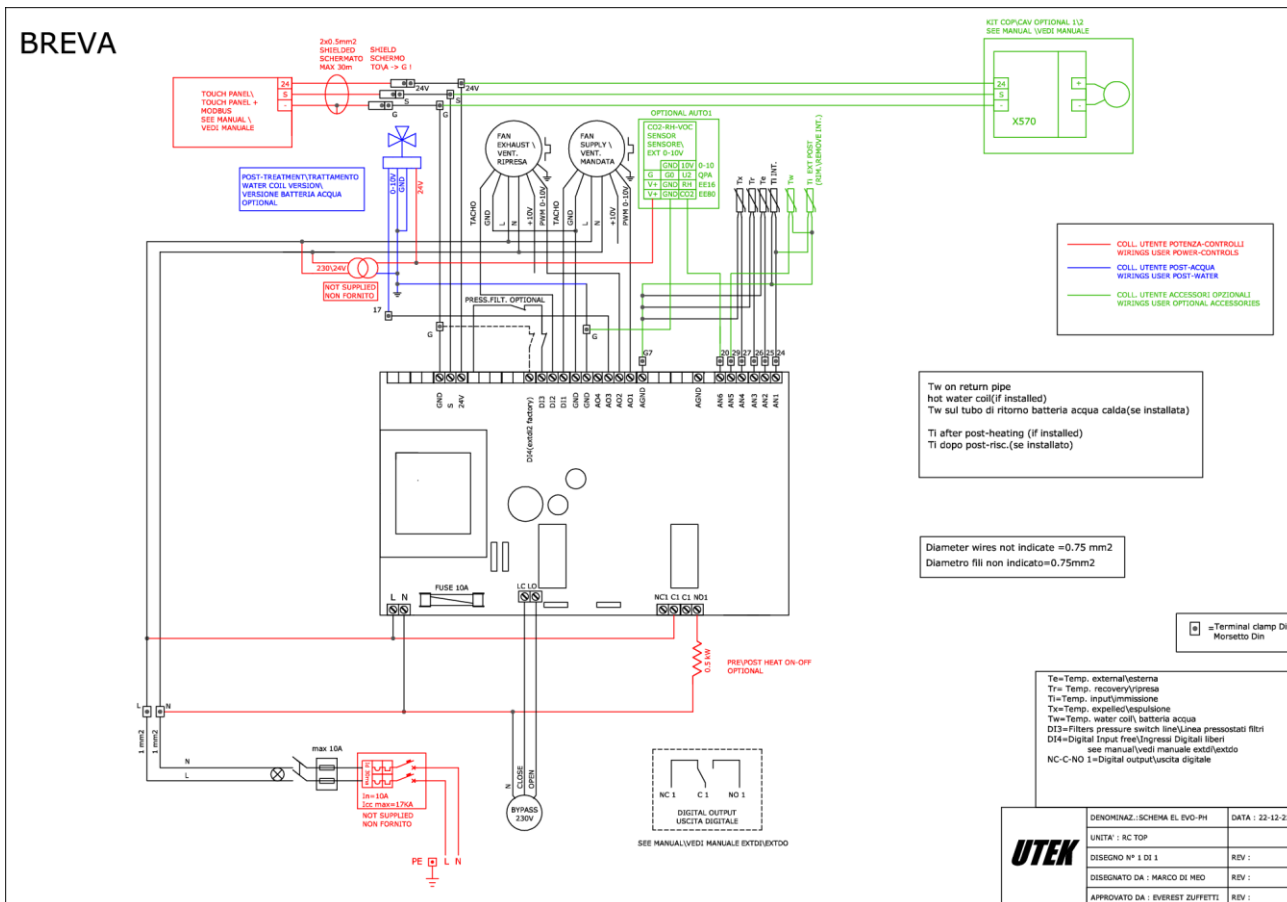 BREVA
2x0.5mm2
SHIELDED
SCHERMATO
MAX 30m
SHIELD
SCHERMO
TO\A -> G !
TOUCH PANEL\
TOUCH PANEL +
MODBUS
SEE MANUAL \
VEDI MANUALE
24
S
-
24V
S
G
24V
S
G
KIT COP\CAV OPTIONAL 1\2
SEE MANUAL \VEDI MANUALE
24
S
-
+
-
X570
POST-TREATMENT\TRATTAMENTO
WATER COIL VERSION\
VERSIONE BATTERIA ACQUA
OPTIONAL
0-10V
GND
24V
FAN
EXHAUST \
VENT.
RIPRESA
FAN
SUPPLY \
VENT.
MANDATA
TACHO
GND
L
N
+10V
PWM 0-10V
TACHO
GND
L
N
+10V
PWM 0-10V
OPTIONAL AUTO1
CO2-RH-VOC
SENSOR
SENSORE\
EXT 0-10V
GND 10V 0-10
G G0 U2 QPA
V+ GND RH EE16
V+ GND CO2 EE80
Tx
Tr
Te
Ti INT.
Tw
Ti EXT POST
(RIM.\REMOVE INT.)
COLL. UTENTE POTENZA-CONTROLLI
WIRINGS USER POWER-CONTROLS
COLL. UTENTE POST-ACQUA
WIRINGS USER POST-WATER
COLL. UTENTE ACCESSORI OPZIONALI
WIRINGS USER OPTIONAL ACCESSORIES
230\24V
NOT SUPPLIED
NON FORNITO
17
PRESS.FILT. OPTIONAL
G
G
G7
20
29
27
26
25
24
GND
S
24V
DI4(extdi2 factory)
DI3
DI2
DI1
GND
GND
AO4
AO3
AO2
AO1
AGND
AGND
AN6
AN5
AN4
AN3
AN2
AN1
Tw on return pipe
hot water coil(if installed)
Tw sul tubo di ritorno batteria acqua calda(se installata)
Ti after post-heating (if installed)
Ti dopo post-risc.(se installato)
Diameter wires not indicate =0.75 mm2
Diametro fili non indicato=0.75mm2
L N
FUSE 10A
LC LO
NC1 C1 C1 NO1
0.5 kW
PRE\POST HEAT ON-OFF
OPTIONAL
=Terminal clamp Di
Morsetto Din
Te=Temp. external\esterna
Tr= Temp. recovery\ripresa
Ti=Temp. input\immissione
Tx=Temp. expelled\espulsione
Tw=Temp. water coil\ batteria acqua
DI3=Filters pressure switch line\Linea pressostati filtri
DI4=Digital Input free\Ingressi Digitali liberi
see manual\vedi manuale extdi\extdo
NC-C-NO 1=Digital output\uscita digitale
L
N
1 mm2
1 mm2
N
L
max 10A
In=10A
Icc max=17KA
NOT SUPPLIED
NON FORNITO
PE
L N
N
CLOSE
OPEN
BYPASS
230V
NC 1 C 1 NO 1
DIGITAL OUTPUT
USCITA DIGITALE
SEE MANUAL\VEDI MANUALE EXTDI\EXTDO
UTEK
DENOMINAZ.:SCHEMA EL EVO-PH
DATA : 22-12-2
UNITA' : RC TOP
DISEGNO N° 1 DI 1
REV :
DISEGNATO DA : MARCO DI MEO
REV :
APPROVATO DA : EVEREST ZUFFETTI
REV :